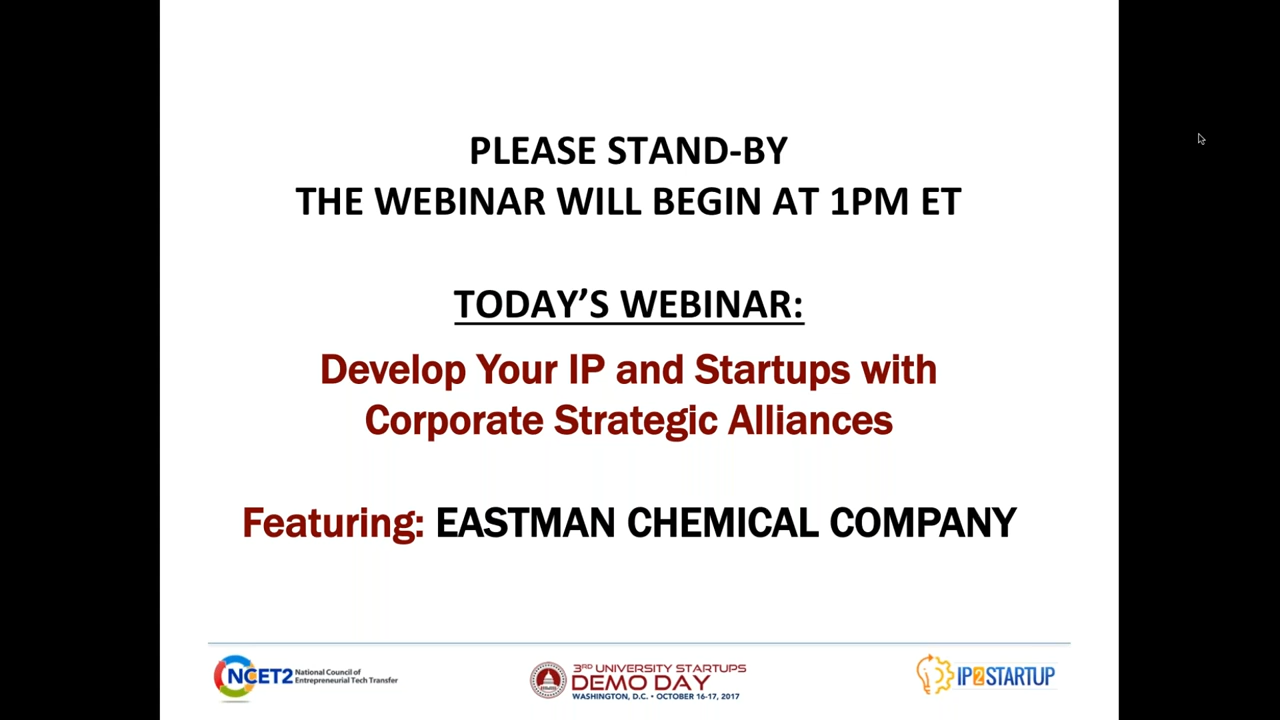 PLEASE STAND-BY
THE WEBINAR WILL BEGIN AT 1PM ET
TODAY'S WEBINAR:
Develop Your IP and Startups with
Corporate Strategic Alliances
Featuring: EASTMAN CHEMICAL COMPANY
NCET2 National Council of
Entrepreneurial Tech Transfer
3RD UNIVERSITY STARTUPS
DEMO DAY
WASHINGTON, D.C. • OCTOBER 16-17, 2017
IP2STARTUP